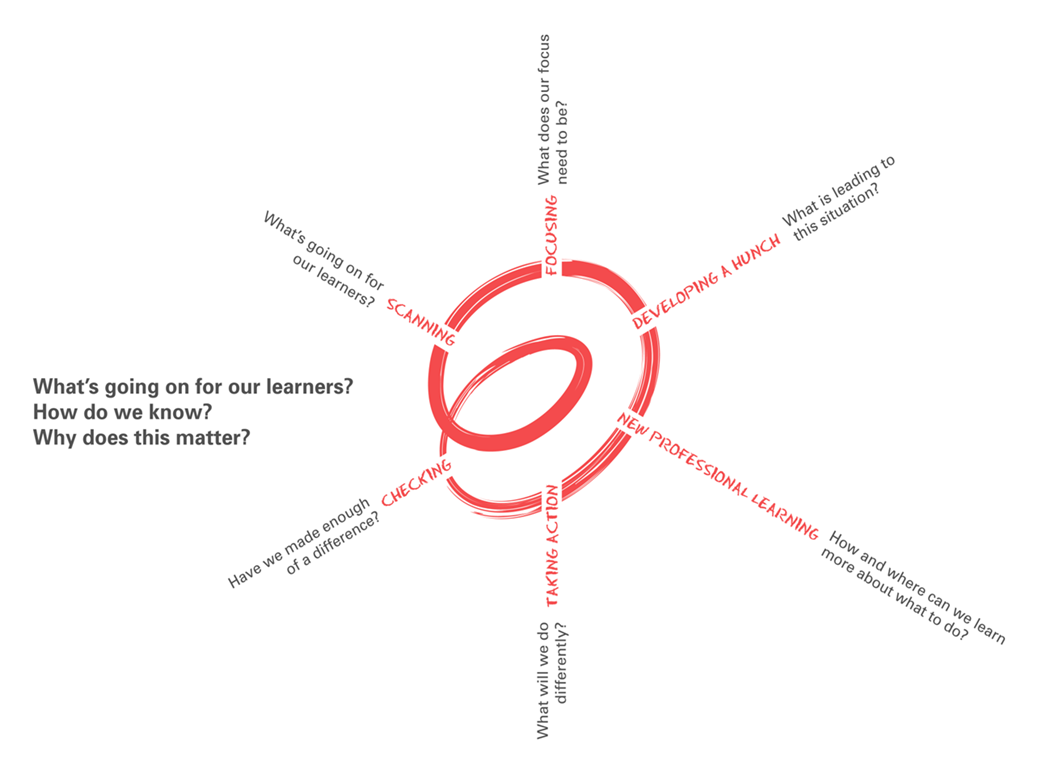 What does our focus
need to be?
FOCUSING
What is leading to
this situation?
DEVELOPING A HUNCH
What's going on for
our learners?
SCANNING
What's going on for our learners?
How do we know?
Why does this matter?
NEW PROFESSIONAL LEARNING
How and where can we learn
more about what to do?
CHECKING
Have we made enough
of a difference?
TAKING ACTION
What will we do
differently?